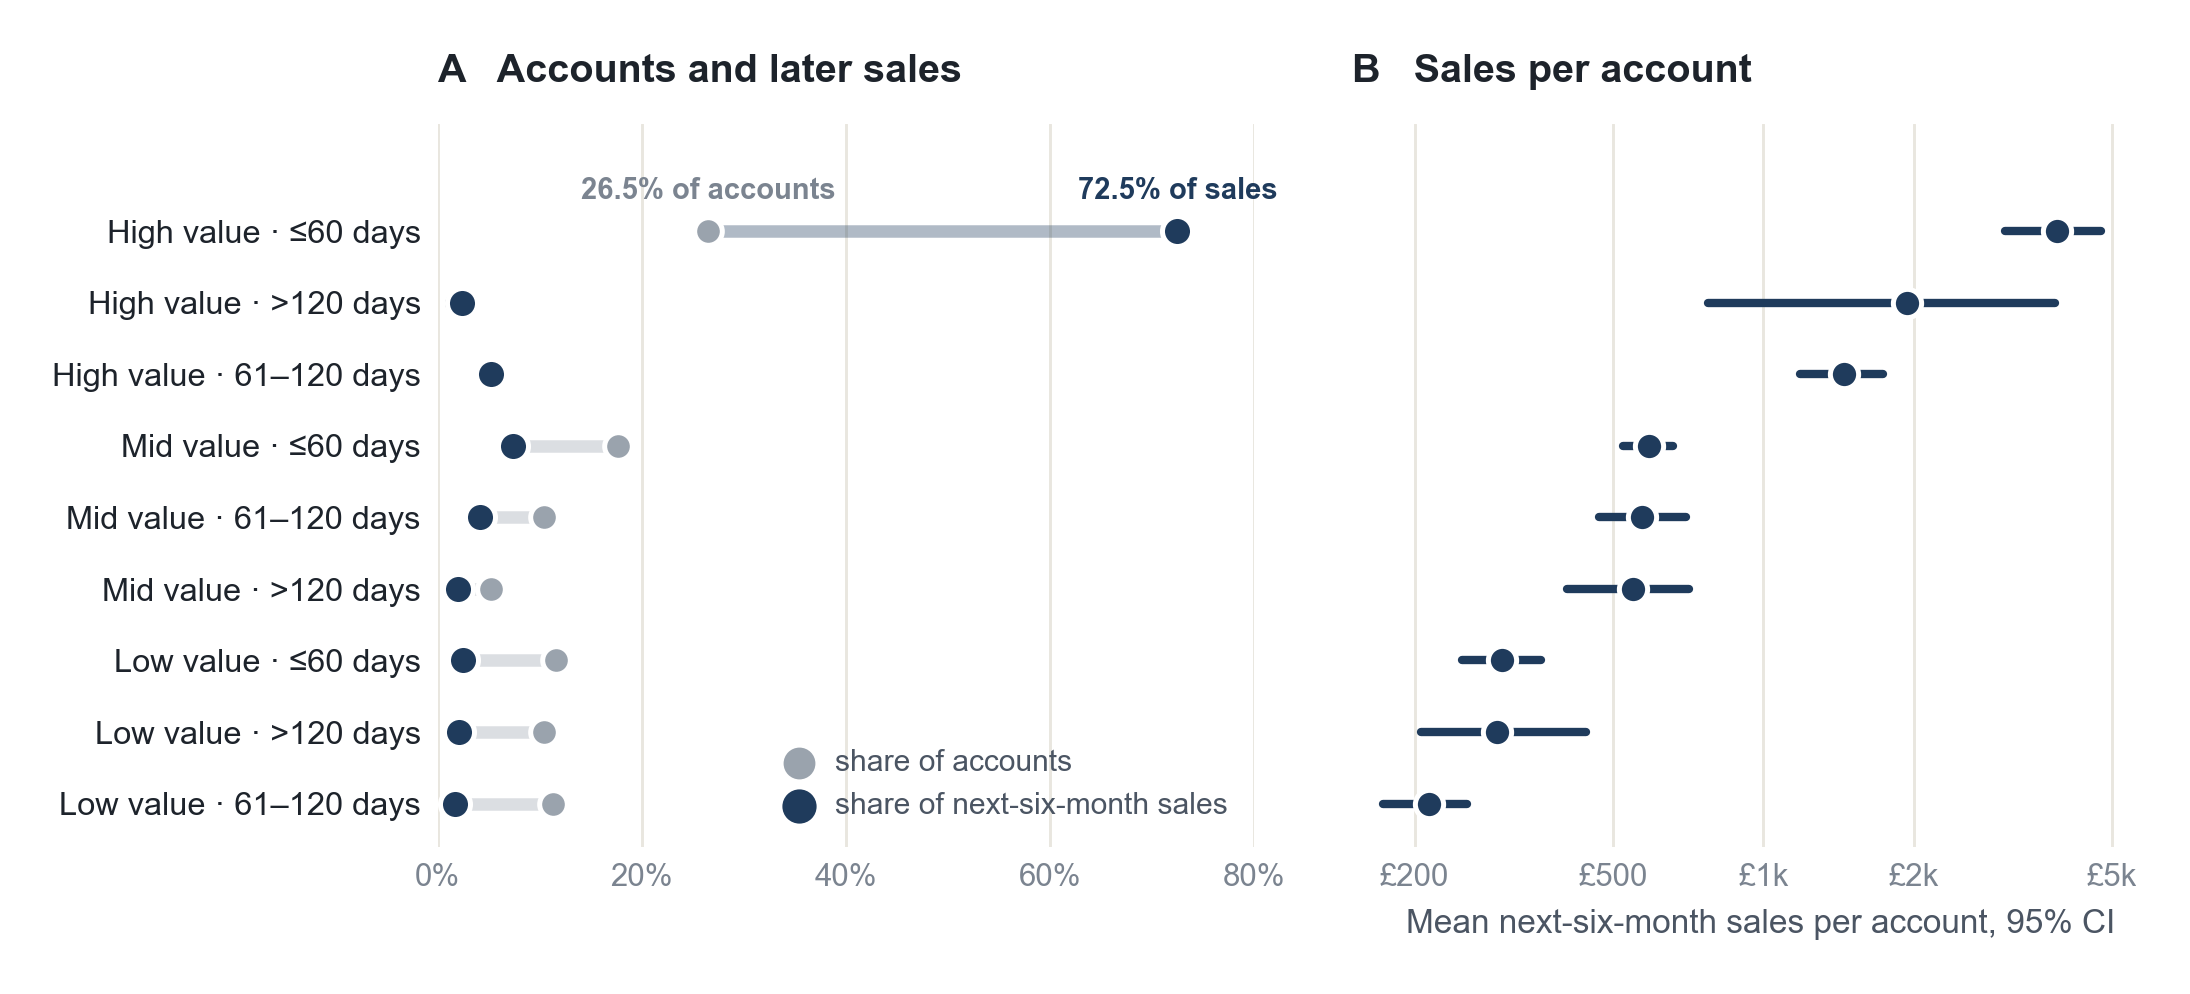 A Accounts and later sales
B Sales per account
26.5% of accounts
72.5% of sales
High value · ≤60 days
High value · >120 days
High value · 61–120 days
Mid value · ≤60 days
Mid value · 61–120 days
Mid value · >120 days
Low value · ≤60 days
Low value · >120 days
Low value · 61–120 days
share of accounts
share of next-six-month sales
0% 20% 40% 60% 80%
£200 £500 £1k £2k £5k
Mean next-six-month sales per account, 95% CI